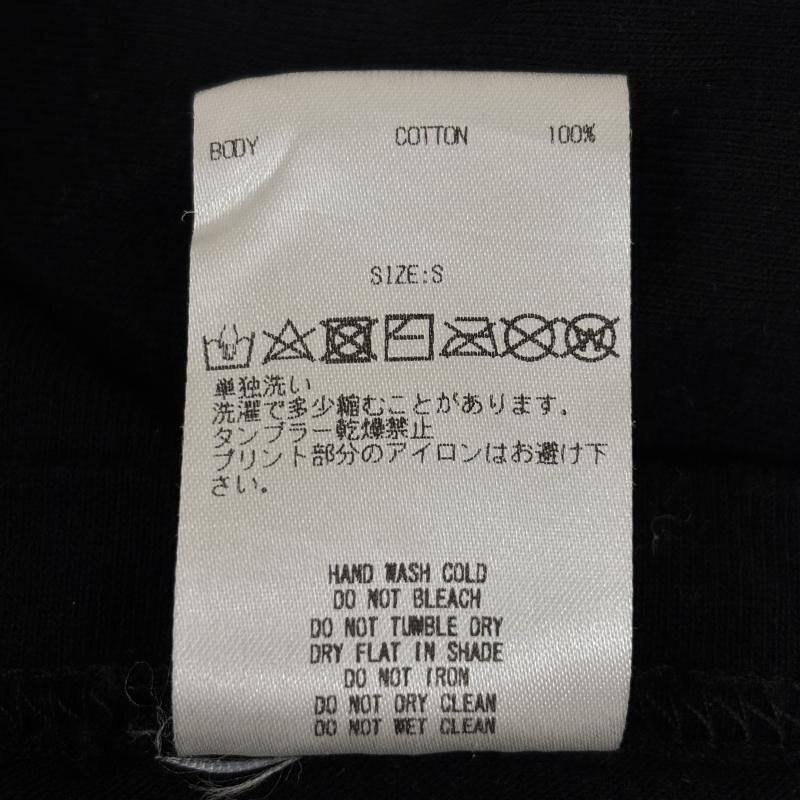 BODY COTTON 100%
SIZE:S
単独洗い
洗濯で多少縮むことがあります。
タンブラー乾燥禁止
プリント部分のアイロンはお避け下
さい。
HAND WASH COLD
DO NOT BLEACH
DO NOT TUMBLE DRY
DRY FLAT IN SHADE
DO NOT IRON
DO NOT DRY CLEAN
DO NOT WET CLEAN